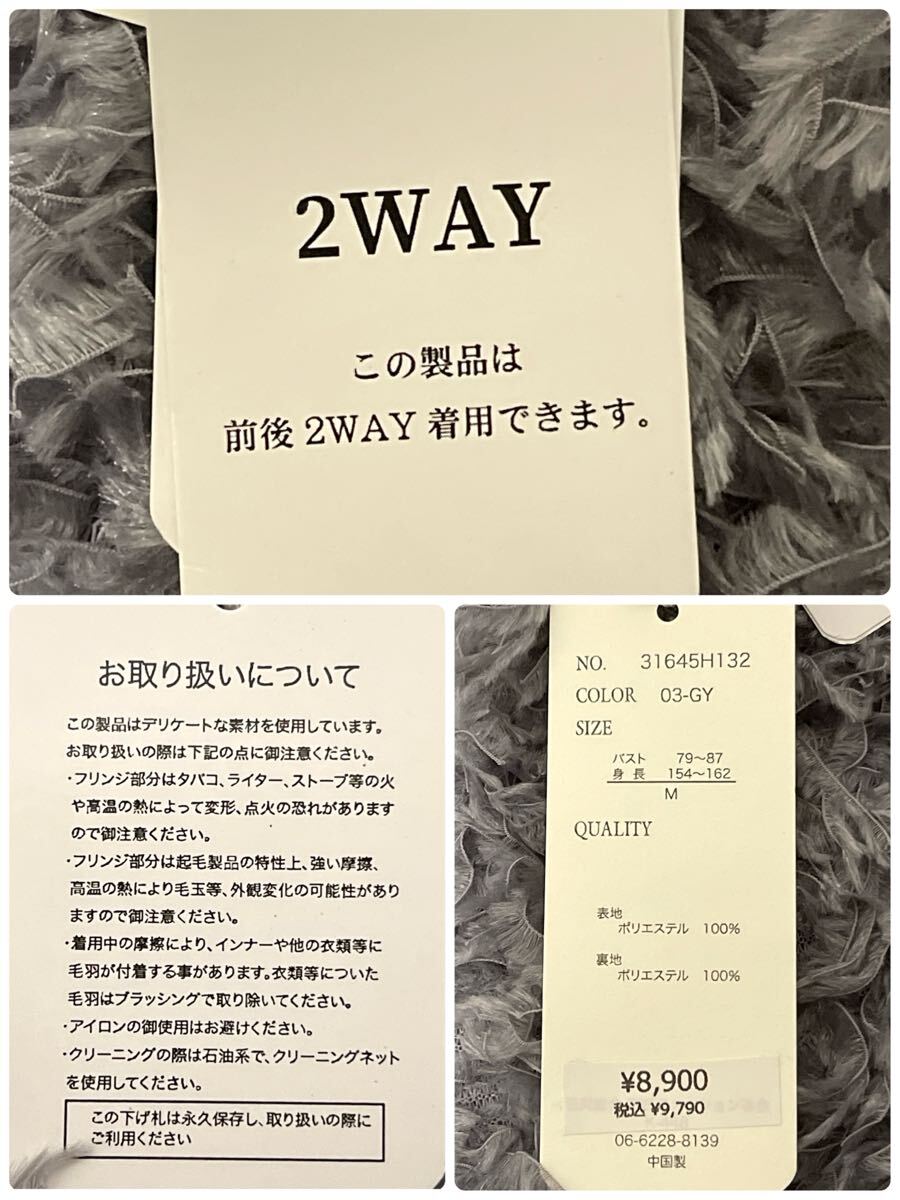 2WAY
この製品は
前後 2WAY 着用できます。
お取り扱いについて
この製品はデリケートな素材を使用しています。
お取り扱いの際は下記の点に御注意ください。
・フリンジ部分はタバコ、ライター、ストーブ等の火
や高温の熱によって変形、点火の恐れがあります
ので御注意ください。
・フリンジ部分は起毛製品の特性上、強い摩擦、
高温の熱により毛玉等、外観変化の可能性があり
ますので御注意ください。
・着用中の摩擦により、インナーや他の衣類等に
毛羽が付着する事があります。衣類等についた
毛羽はブラッシングで取り除いてください。
・アイロンの御使用はお避けください。
・クリーニングの際は石油系で、クリーニングネット
を使用してください。
この下げ札は永久保存し、取り扱いの際に
ご利用ください
NO. 31645H132
COLOR 03-GY
SIZE
バスト 79〜87
身長 154〜162
M
QUALITY
表地
ポリエステル 100%
裏地
ポリエステル 100%
¥8,900
税込 ¥9,790
06-6228-8139
中国製